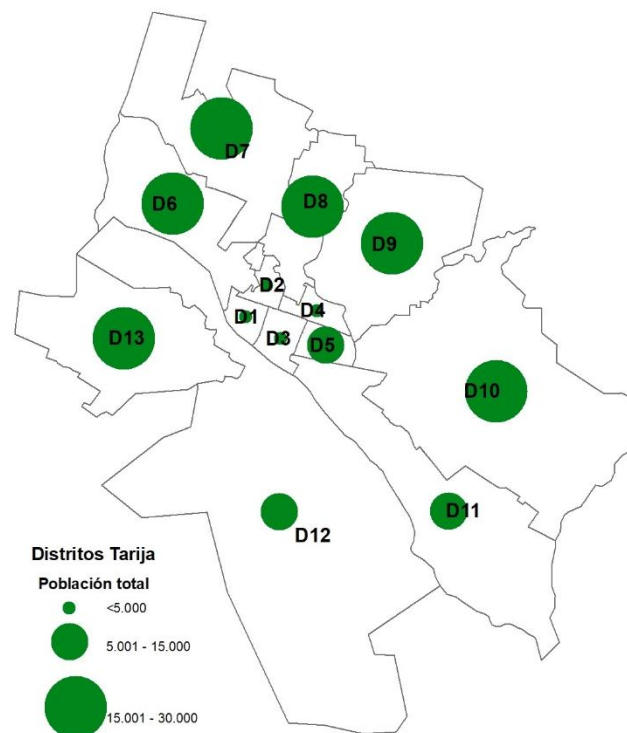 D7
D6
D8
D9
D2
D4
D1
D3
D5
D13
D10
D11
D12
Distritos Tarija
Población total
<5.000
5.001 - 15.000
15.001 - 30.000